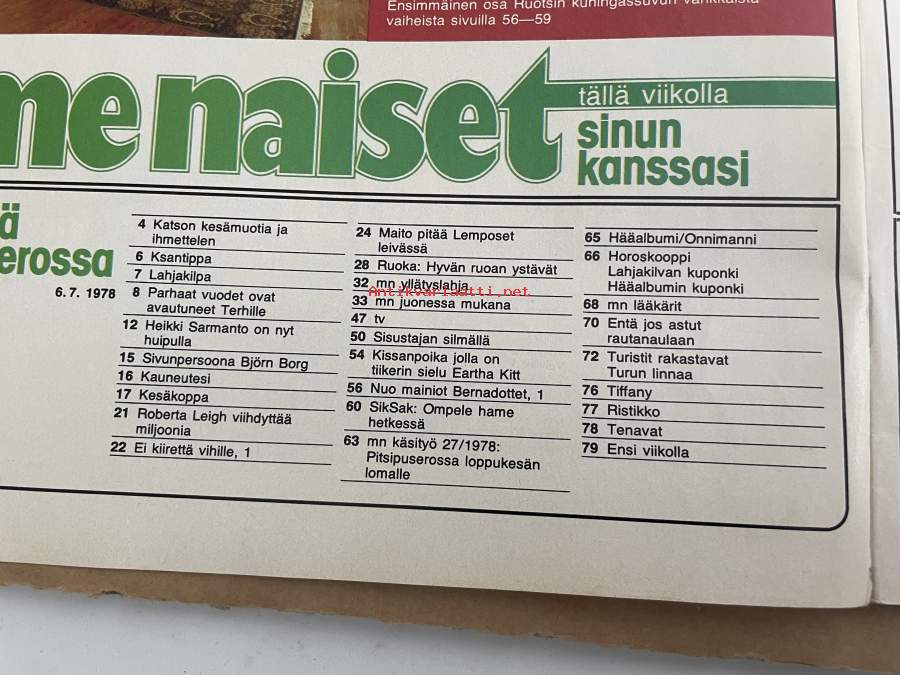 Ensimmäinen osa Ruotsin kuningassuvun värikkäistä
vaiheista sivuilla 56—59
me naiset
tällä viikolla
sinun
kanssasi
erossa
6.7. 1978
4 Katson kesämuotia ja
ihmettelen
6 Ksantippa
7 Lahjakilpa
8 Parhaat vuodet ovat
avautuneet Terhille
12 Heikki Sarmanto on nyt
huipulla
15 Sivunpersoona Björn Borg
16 Kauneutesi
17 Kesäkoppa
21 Roberta Leigh viihdyttää
miljoonia
22 Ei kiirettä vihille, 1
24 Maito pitää Lemposet
leivässä
28 Ruoka: Hyvän ruoan ystävät
32 mn yllätyslahja
Antikvariaatti.net
33 mn juonessa mukana
47 tv
50 Sisustajan silmällä
54 Kissanpoika jolla on
tiikerin sielu Eartha Kitt
56 Nuo mainiot Bernadottet, 1
60 SikSak: Ompele hame
hetkessä
63 mn käsityö 27/1978:
Pitsipuserossa loppukesän
lomalle
65 Hääalbumi/Onnimanni
66 Horoskooppi
Lahjakilvan kuponki
Hääalbumin kuponki
68 mn lääkärit
70 Entä jos astut
rautanaulaan
72 Turistit rakastavat
Turun linnaa
76 Tiffany
77 Ristikko
78 Tenavat
79 Ensi viikolla